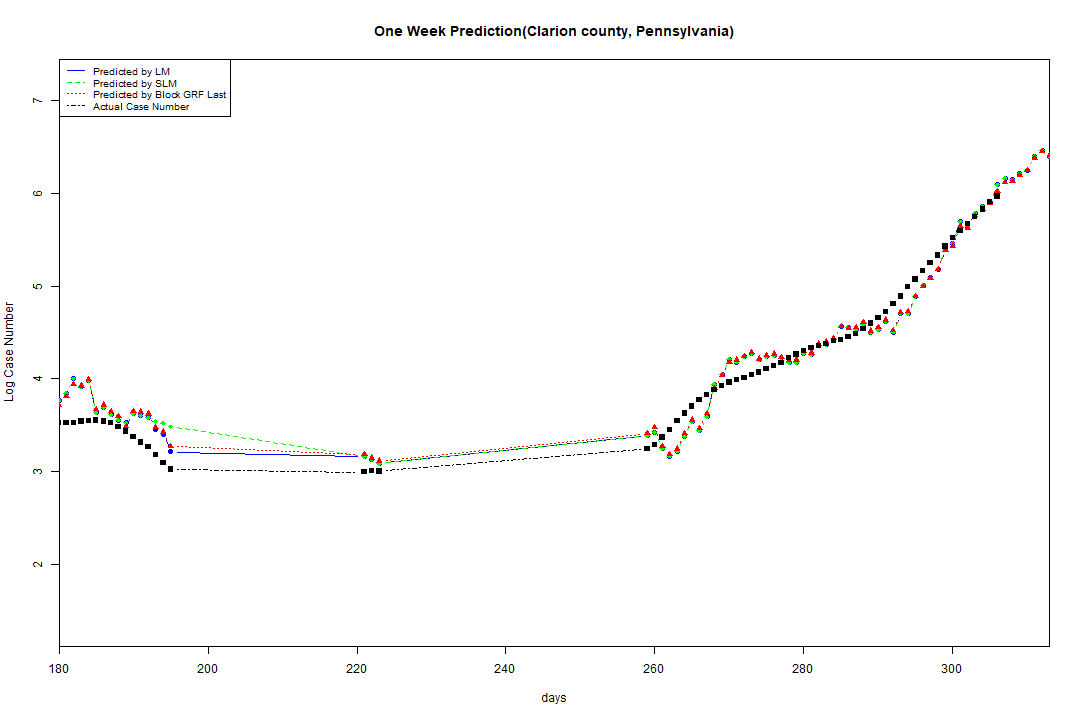 One Week Prediction(Clarion county, Pennsylvania)
Predicted by LM
Predicted by SLM
Predicted by Block GRF Last
Actual Case Number
7
6
5
4
3
2
Log Case Number
180 200 220 240 260 280 300
days